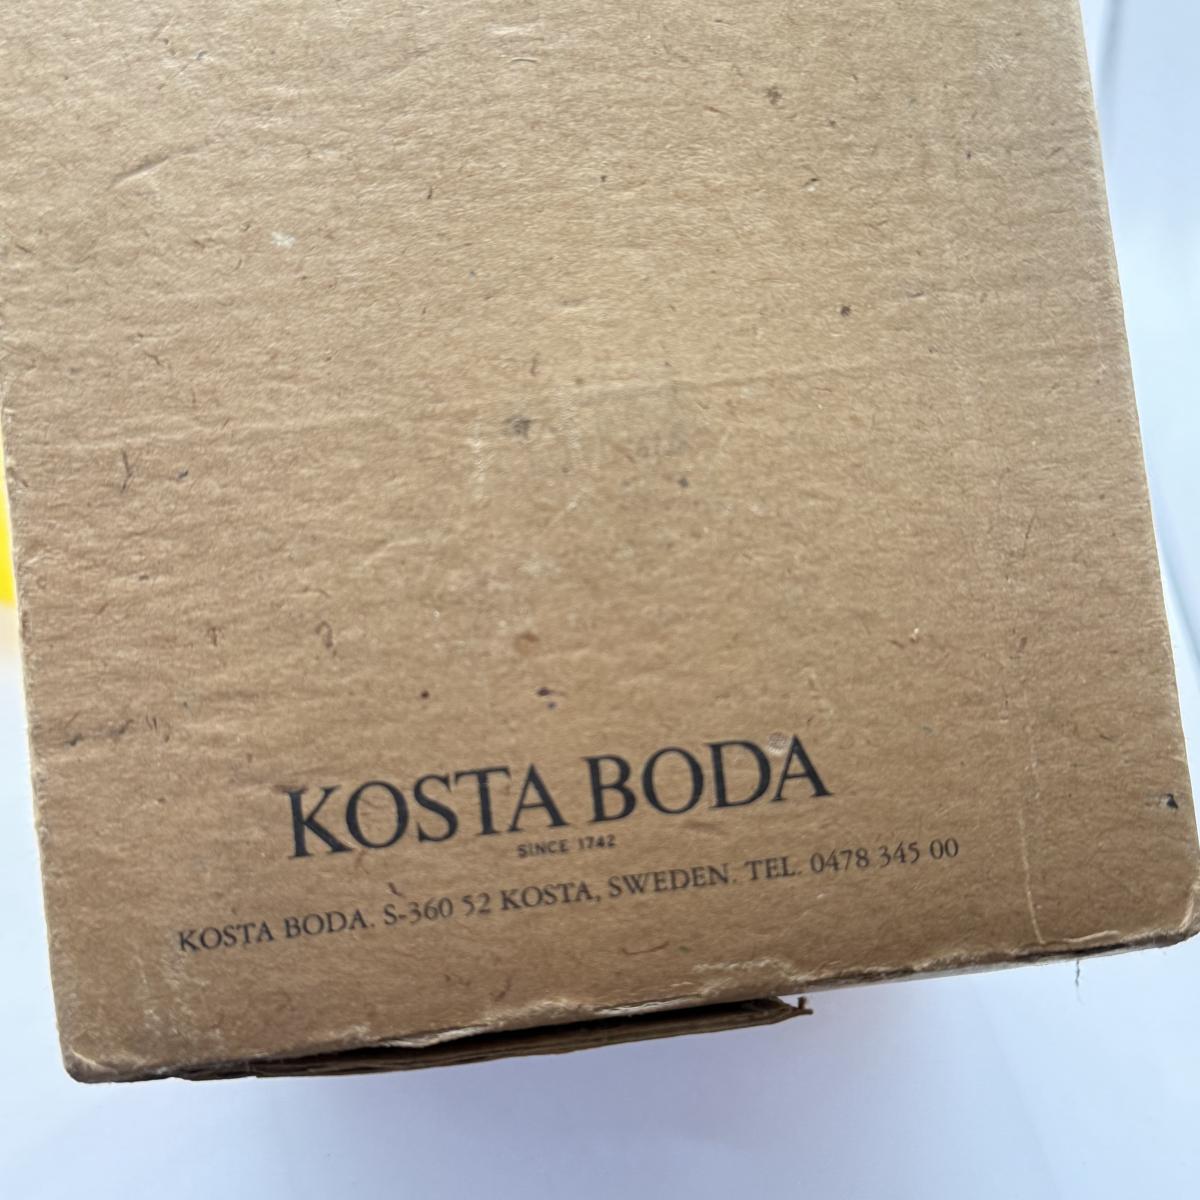 KOSTA BODA
SINCE 1742
KOSTA BODA. S-360 52 KOSTA, SWEDEN. TEL. 0478 345 00